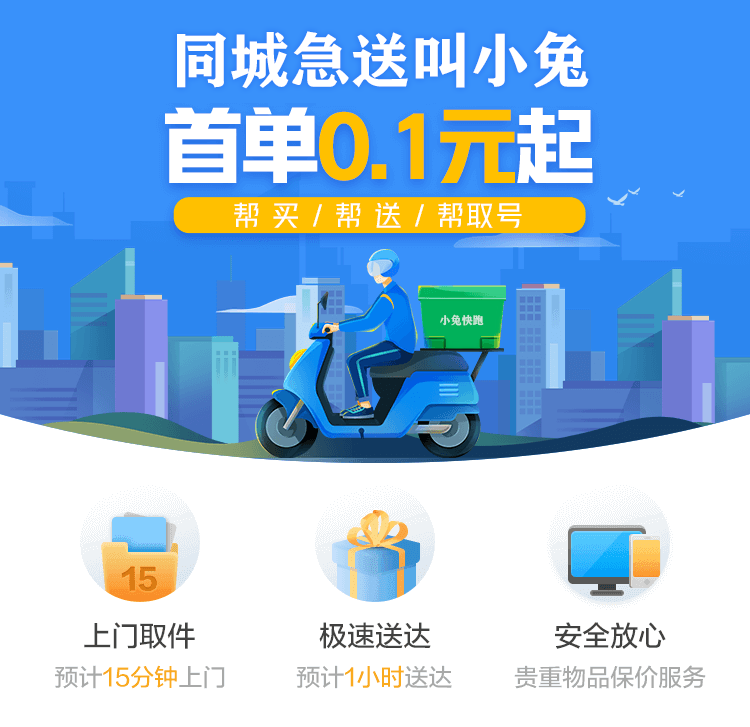 同城急送叫小兔
首单0.1元起
帮买/帮送/帮取号
小兔快跑
15
上门取件
极速送达
安全放心
预计15分钟上门
预计1小时送达
贵重物品保价服务